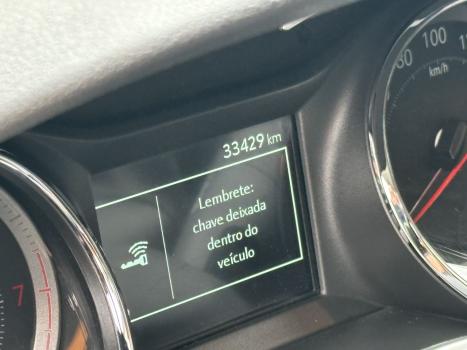 33429 km
Lembrete:
chave deixada
dentro do
veículo
80 100
km/h
7